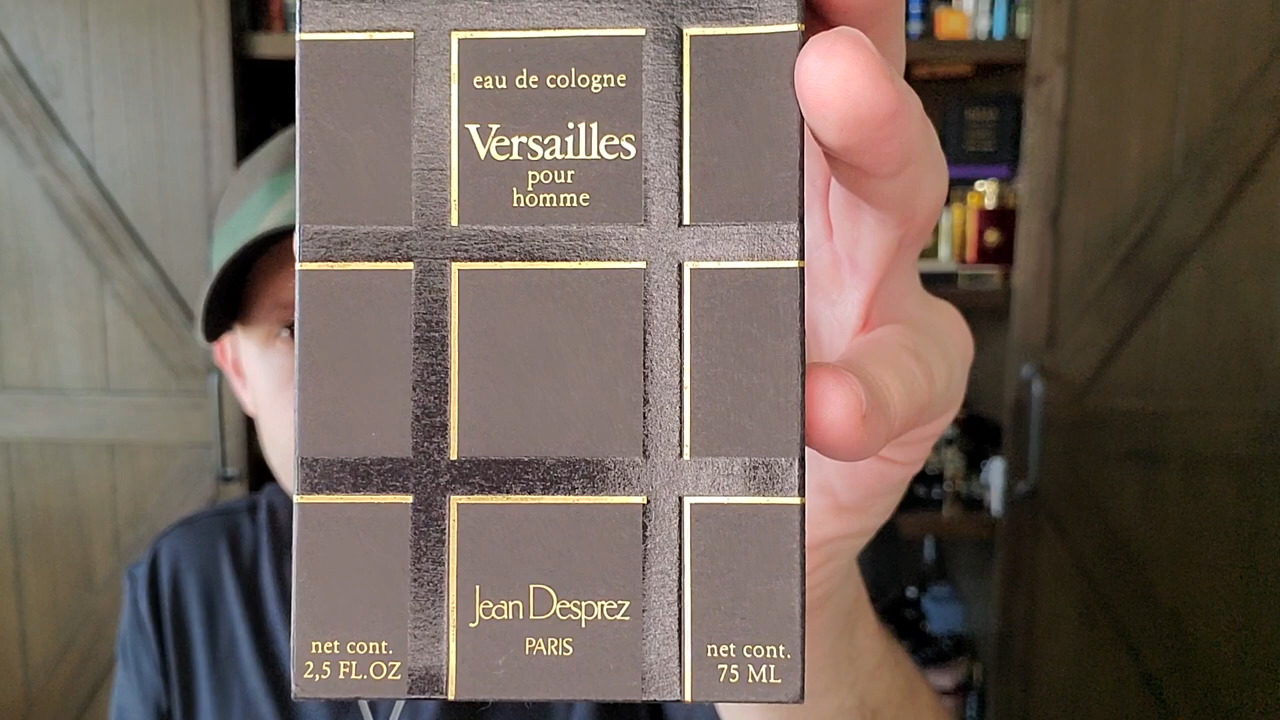 eau de cologne
Versailles
pour
homme
Jean Desprez
PARIS
net cont.
2,5 FL.OZ
net cont.
75 ML